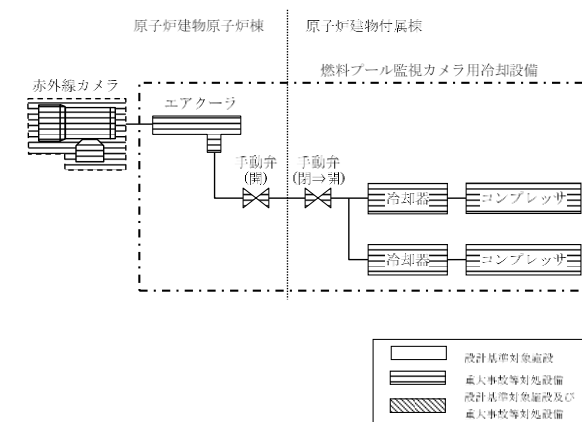 原子炉建物原子炉棟
原子炉建物付属棟
燃料プール監視カメラ用冷却設備
赤外線カメラ
エアクーラ
手動弁
(開)
手動弁
(閉⇒開)
冷却器
コンプレッサ
冷却器
コンプレッサ
設計基準対象施設
重大事故等対処設備
設計基準対象施設及び
重大事故等対処設備